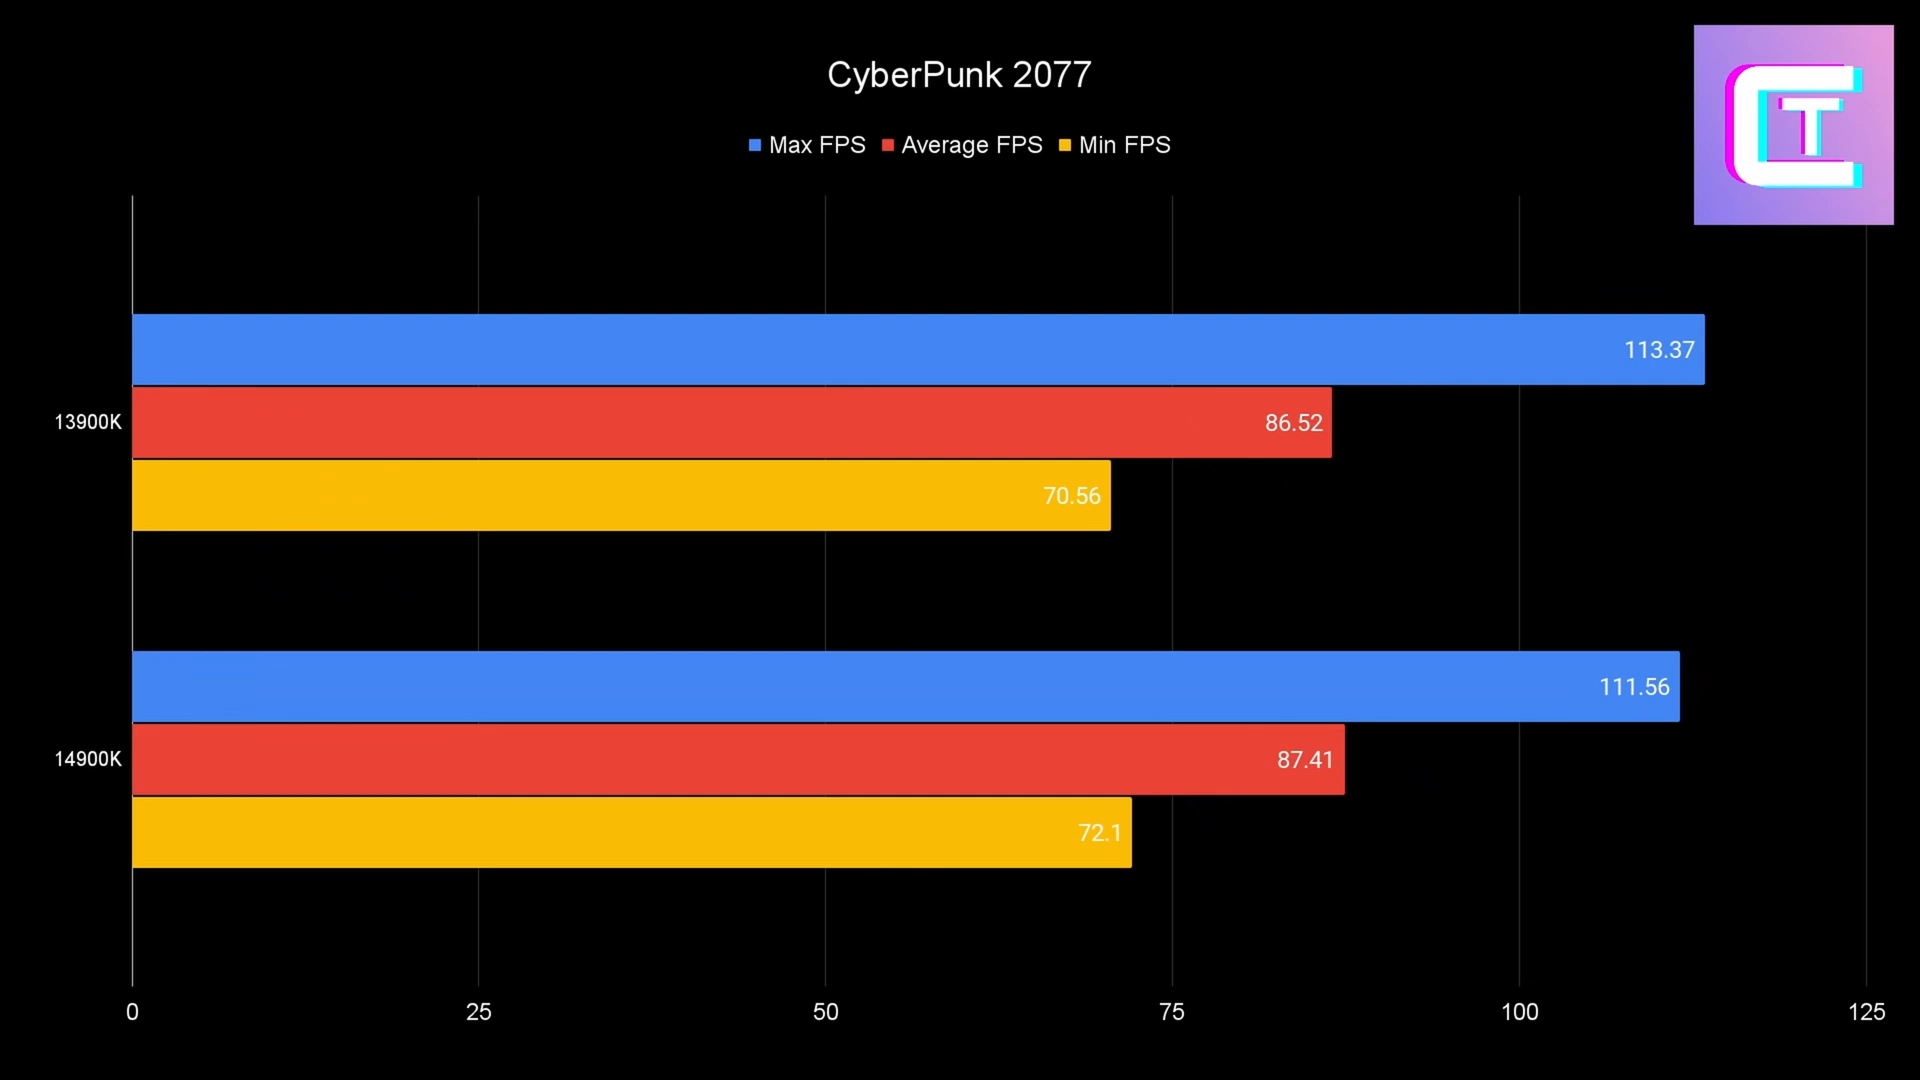 CyberPunk 2077
Max FPS Average FPS Min FPS
CT
113.37
13900K 86.52
70.56
111.56
14900K 87.41
72.1
0 25 50 75 100 125